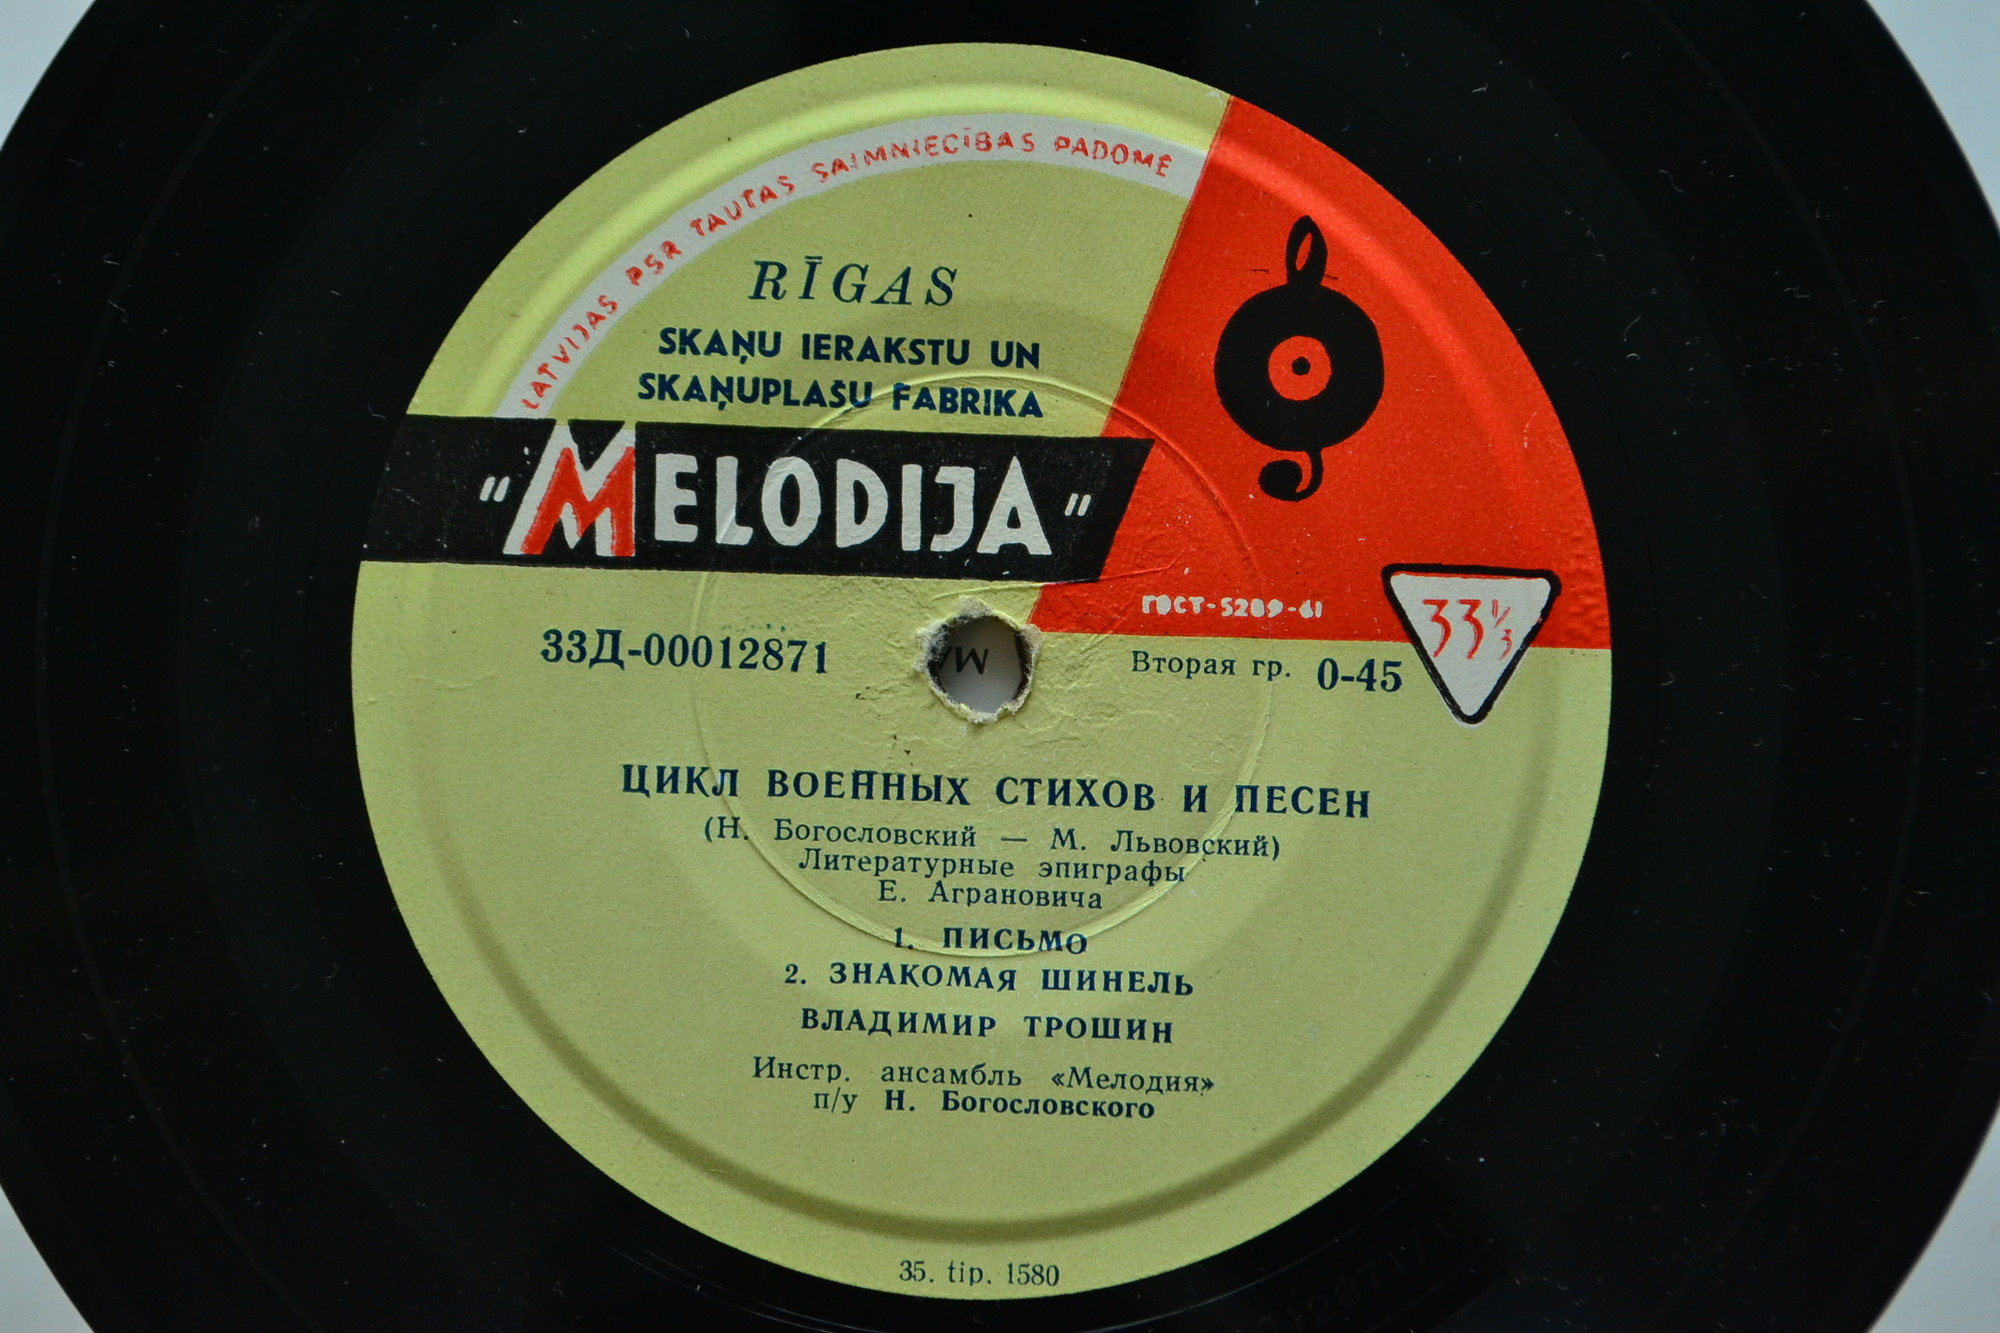 LATVIJAS PSR TAUTAS SAIMNIECĪBAS PADOME
RĪGAS
SKAŅU IERAKSTU UN
SKAŅUPLAŠU FABRIKA
"MELODIJA"
ГОСТ-5289-61
33⅓
33Д-00012871
Вторая гр. 0-45
ЦИКЛ ВОЕННЫХ СТИХОВ И ПЕСЕН
(Н. Богословский — М. Львовский)
Литературные эпиграфы
Е. Аграновича
1. ПИСЬМО
2. ЗНАКОМАЯ ШИНЕЛЬ
ВЛАДИМИР ТРОШИН
Инстр. ансамбль «Мелодия»
п/у Н. Богословского
35. tip. 1580